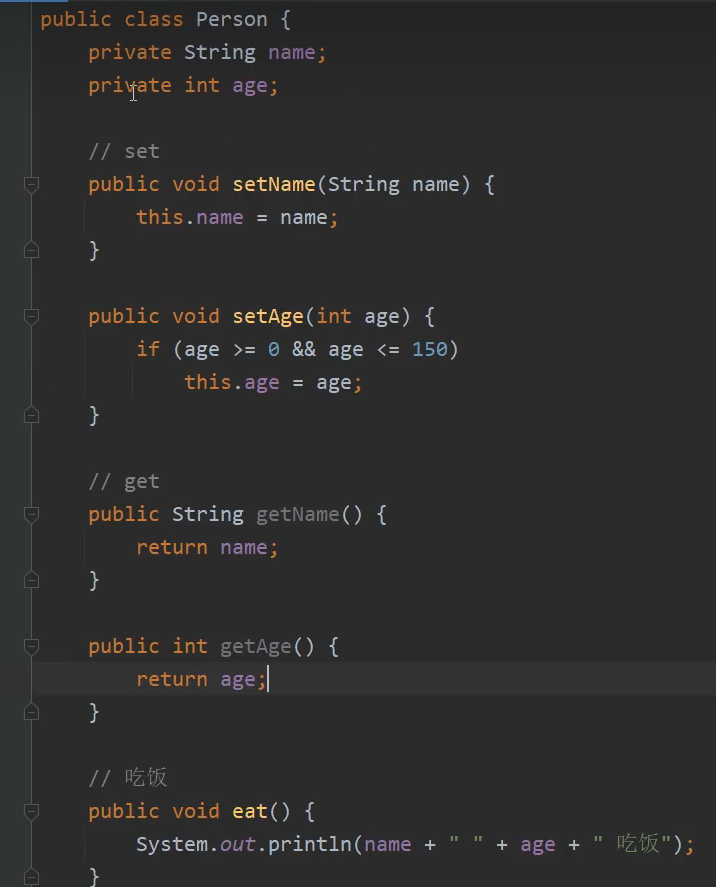 public class Person {
    private String name;
    private int age;

    // set
    public void setName(String name) {
        this.name = name;
    }

    public void setAge(int age) {
        if (age >= 0 && age <= 150)
            this.age = age;
    }

    // get
    public String getName() {
        return name;
    }

    public int getAge() {
        return age;
    }

    // 吃饭
    public void eat() {
        System.out.println(name + " " + age + " 吃饭");
    }